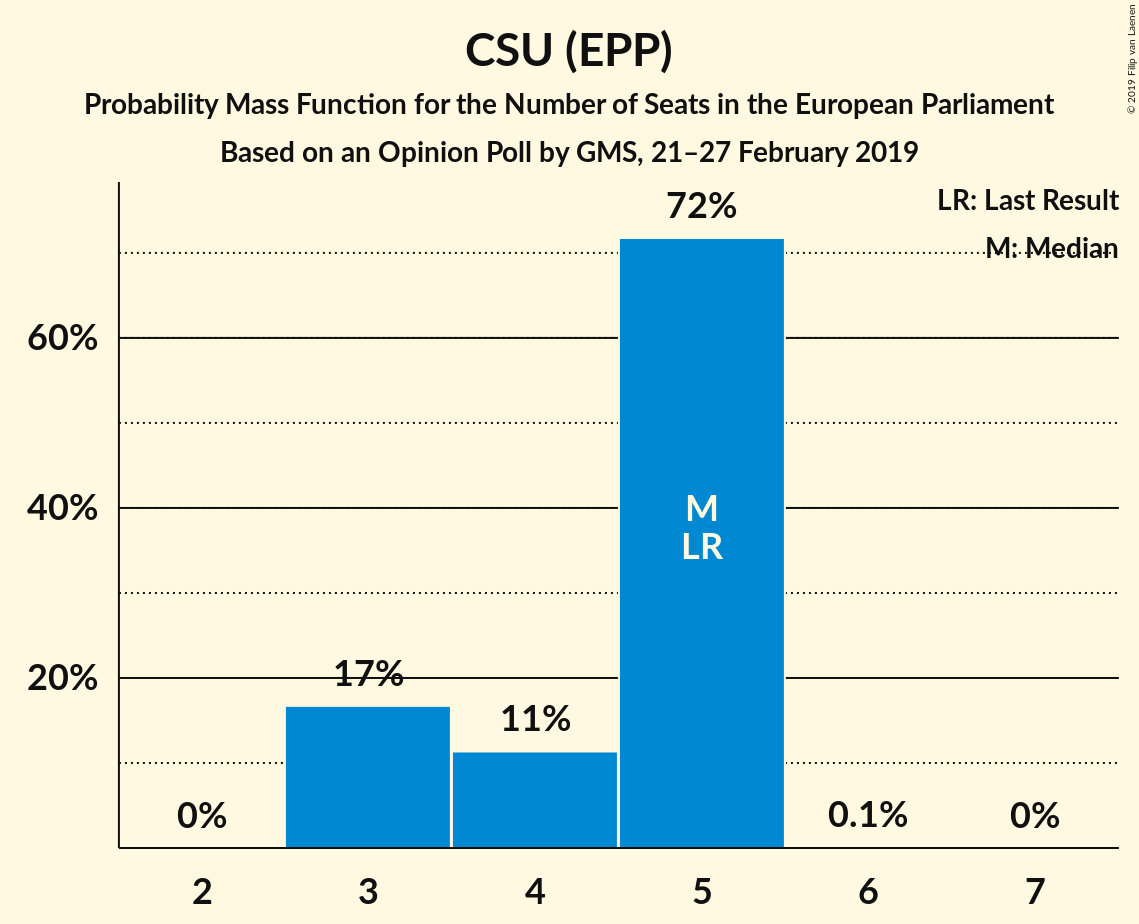 CSU (EPP)
Probability Mass Function for the Number of Seats in the European Parliament
Based on an Opinion Poll by GMS, 21–27 February 2019
© 2019 Filip van Laenen
LR: Last Result
M: Median
60%
40%
20%
0%
17%
11%
72%
M
LR
0.1%
0%
2
3
4
5
6
7